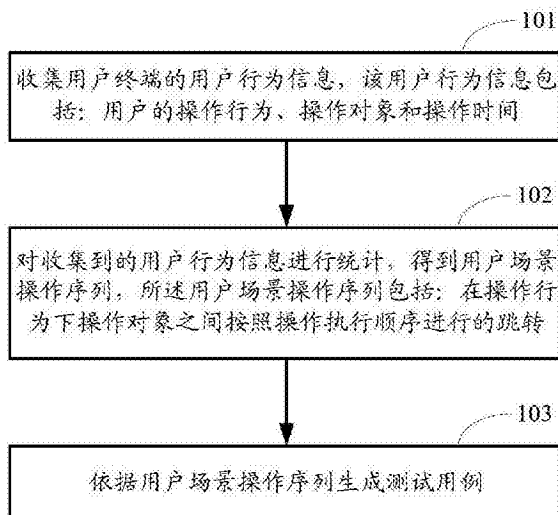 101
收集用户终端的用户行为信息，该用户行为信息包
括：用户的操作行为、操作对象和操作时间
102
对收集到的用户行为信息进行统计，得到用户场景
操作序列，所述用户场景操作序列包括：在操作行
为下操作对象之间按照操作执行顺序进行的跳转
103
依据用户场景操作序列生成测试用例